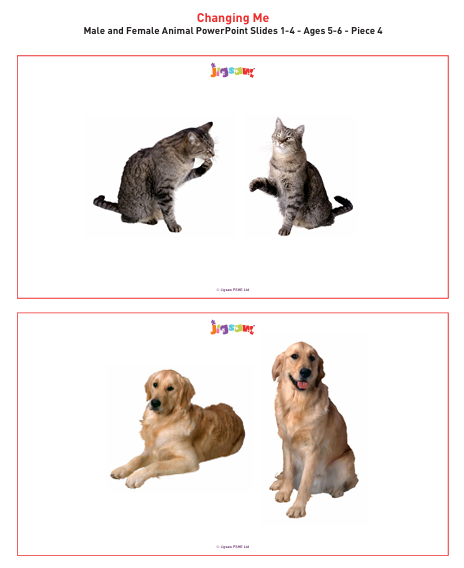 Changing Me
Male and Female Animal PowerPoint Slides 1-4 - Ages 5-6 - Piece 4
jigsaw
© Jigsaw PSHE Ltd
jigsaw
© Jigsaw PSHE Ltd